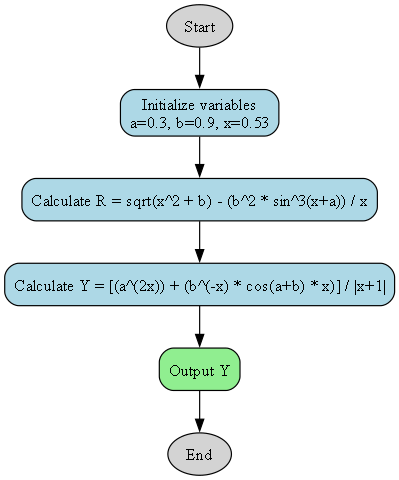 Start
Initialize variables
a=0.3, b=0.9, x=0.53
Calculate R = sqrt(x^2 + b) - (b^2 * sin^3(x+a)) / x
Calculate Y = [(a^(2x)) + (b^(-x) * cos(a+b) * x)] / |x+1|
Output Y
End